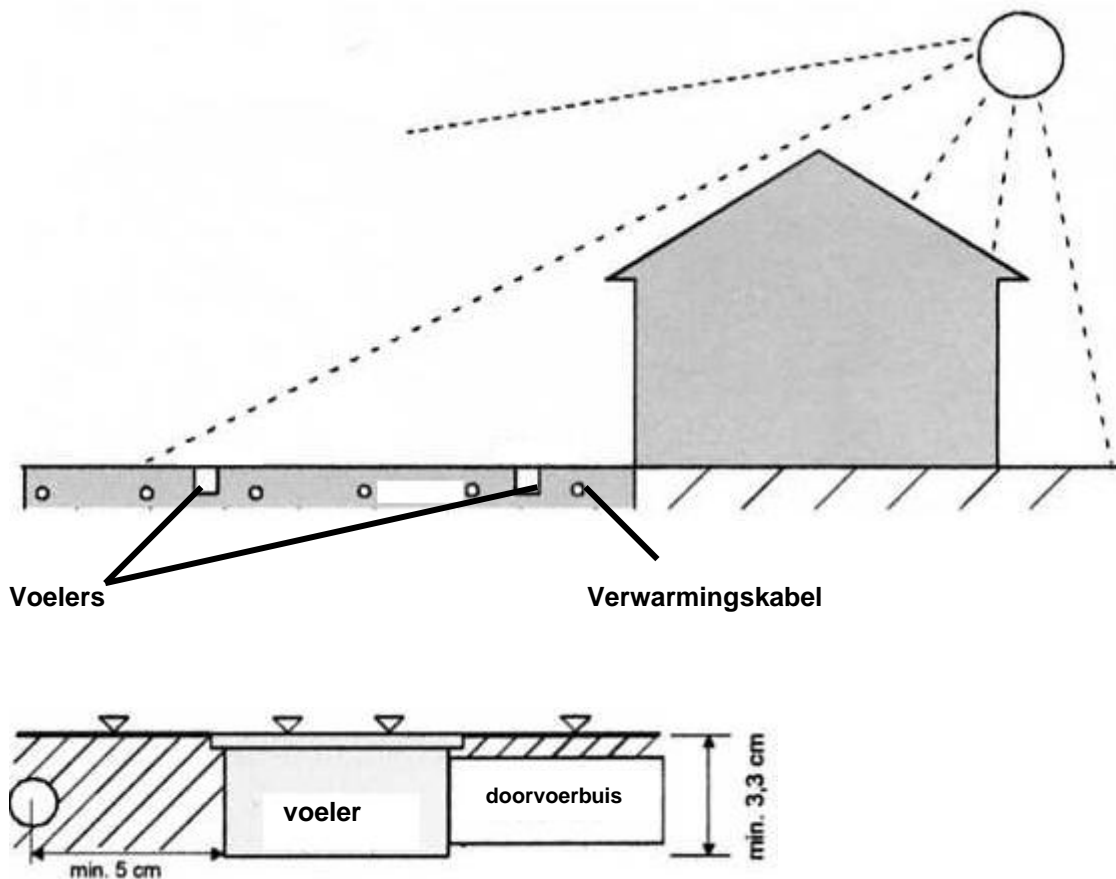 Voelers
Verwarmingskabel
voeler
doorvoerbuis
min. 5 cm
min. 3,3 cm